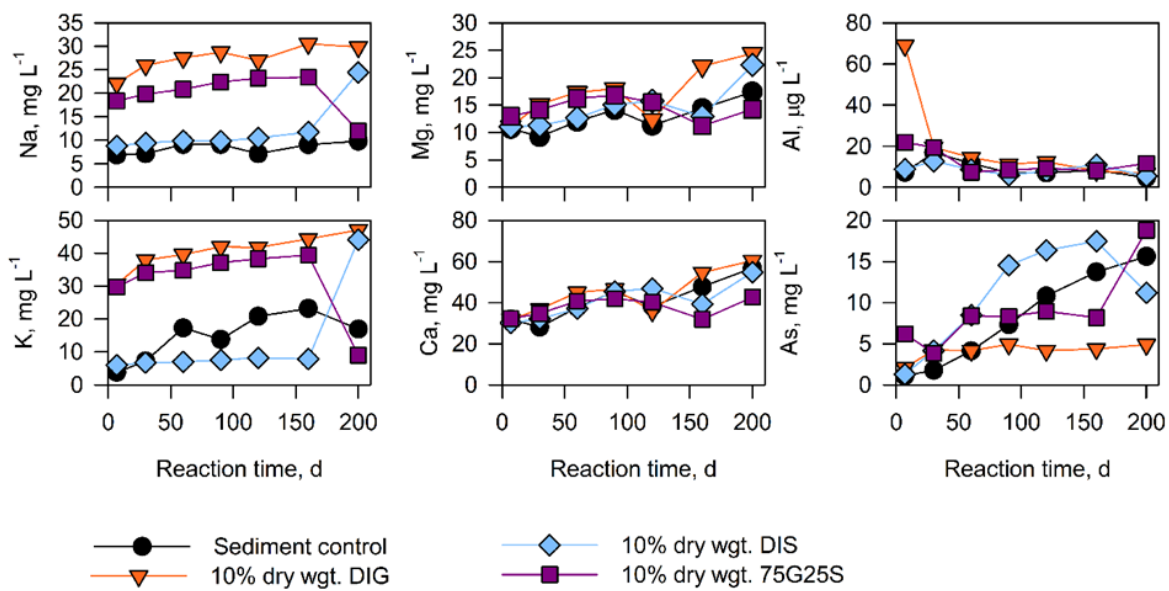 Na, mg L⁻¹
35
30
25
20
15
10
5
0
Mg, mg L⁻¹
30
25
20
15
10
5
0
Al, μg L⁻¹
80
60
40
20
0
K, mg L⁻¹
50
40
30
20
10
0
0 50 100 150 200
Reaction time, d
Ca, mg L⁻¹
80
60
40
20
0
0 50 100 150 200
Reaction time, d
As, mg L⁻¹
20
15
10
5
0
0 50 100 150 200
Reaction time, d
Sediment control
10% dry wgt. DIG
10% dry wgt. DIS
10% dry wgt. 75G25S